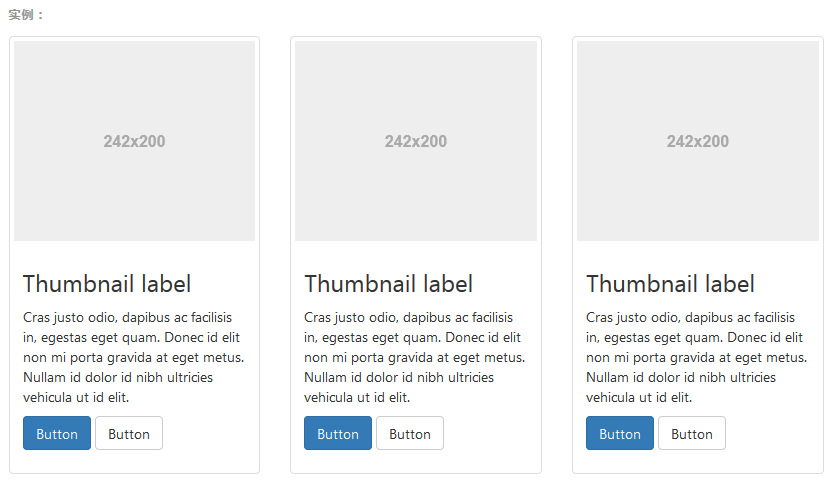 实例：
242x200
242x200
242x200
Thumbnail label
Cras justo odio, dapibus ac facilisis
in, egestas eget quam. Donec id elit
non mi porta gravida at eget metus.
Nullam id dolor id nibh ultricies
vehicula ut id elit.
Button Button
Thumbnail label
Cras justo odio, dapibus ac facilisis
in, egestas eget quam. Donec id elit
non mi porta gravida at eget metus.
Nullam id dolor id nibh ultricies
vehicula ut id elit.
Button Button
Thumbnail label
Cras justo odio, dapibus ac facilisis
in, egestas eget quam. Donec id elit
non mi porta gravida at eget metus.
Nullam id dolor id nibh ultricies
vehicula ut id elit.
Button Button